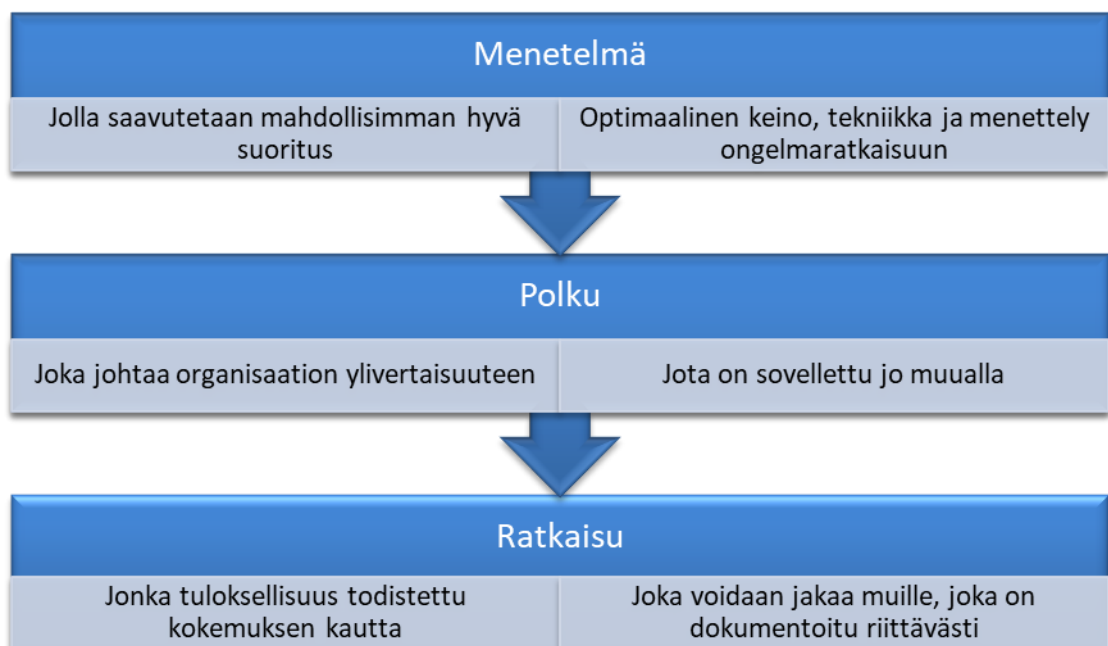 Menetelmä
Jolla saavutetaan mahdollisimman hyvä
suoritus
Optimaalinen keino, tekniikka ja menettely
ongelmaratkaisuun
Polku
Joka johtaa organisaation ylivertaisuuteen
Jota on sovellettu jo muualla
Ratkaisu
Jonka tuloksellisuus todistettu
kokemuksen kautta
Joka voidaan jakaa muille, joka on
dokumentoitu riittävästi